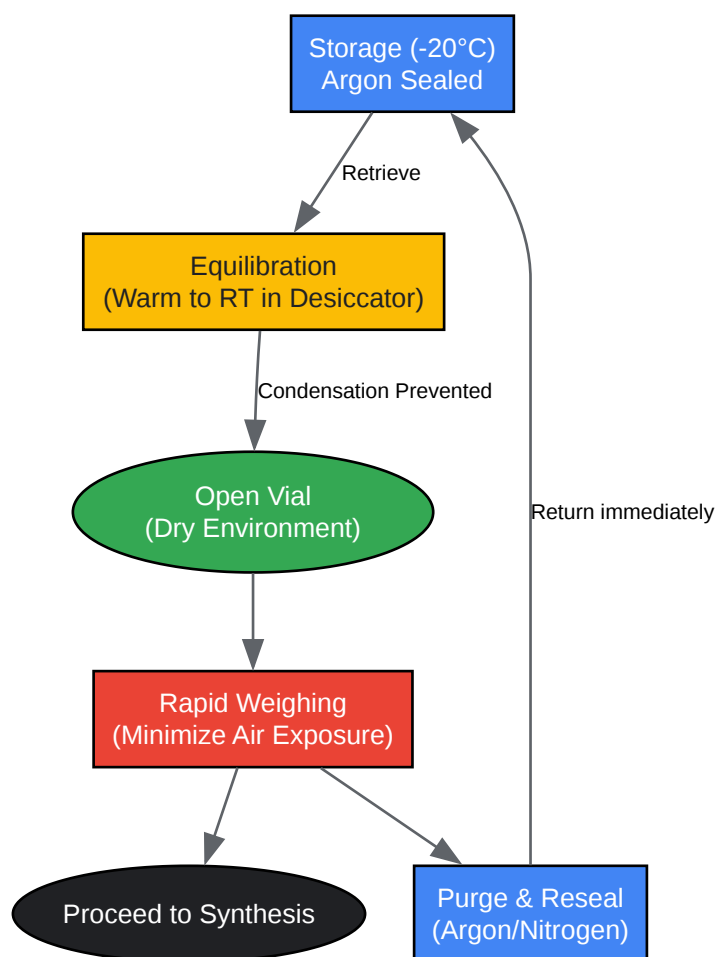 Storage (-20°C)
Argon Sealed
Retrieve
Equilibration
(Warm to RT in Desiccator)
Condensation Prevented
Open Vial
(Dry Environment)
Return immediately
Rapid Weighing
(Minimize Air Exposure)
Proceed to Synthesis
Purge & Reseal
(Argon/Nitrogen)